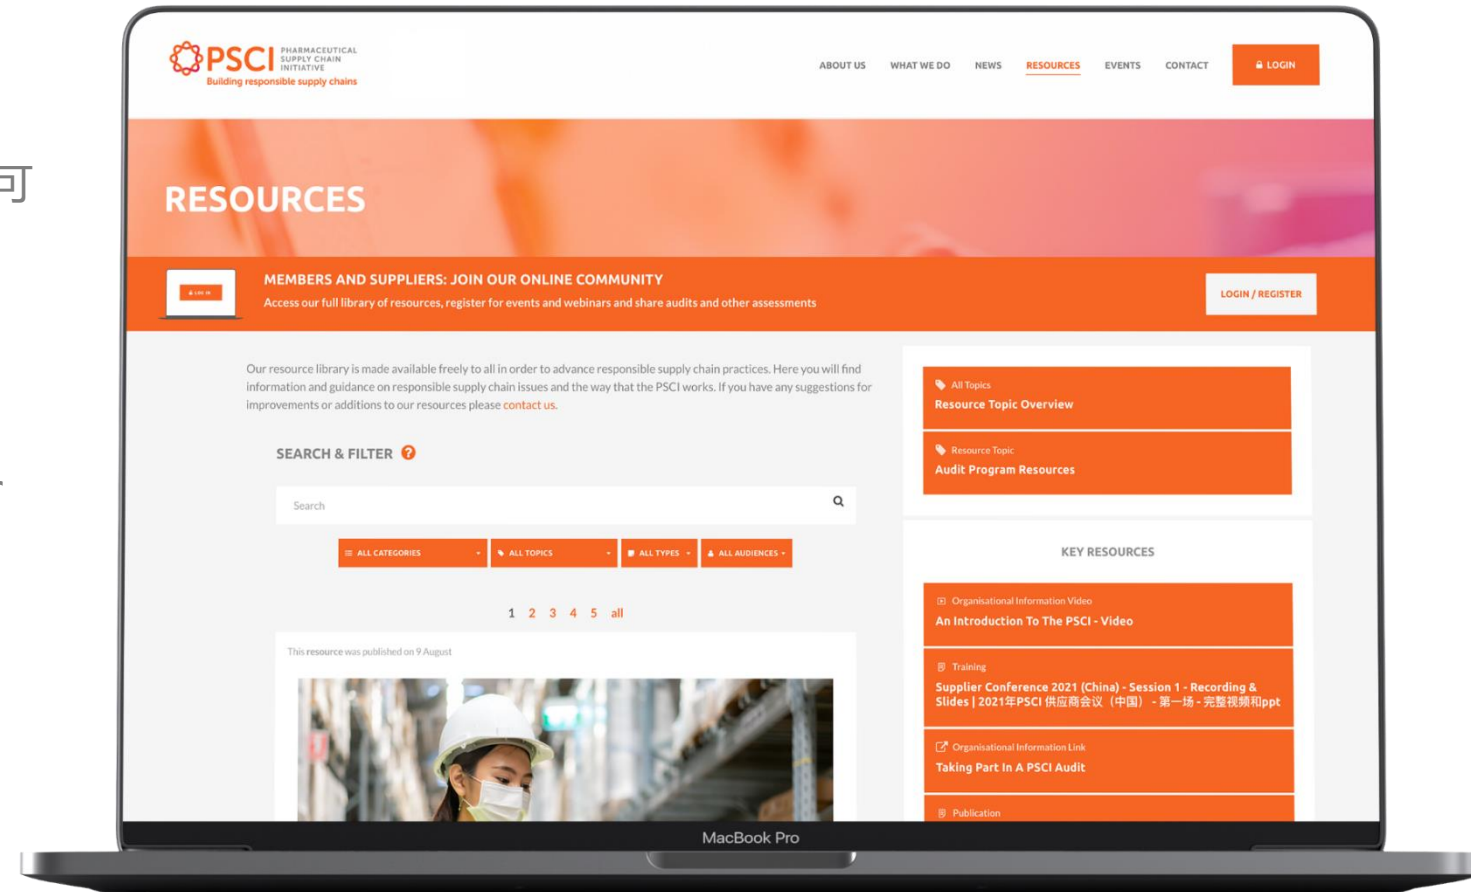 可
PSCI
PHARMACEUTICAL
SUPPLY CHAIN
INITIATIVE
Building responsible supply chains
ABOUT US WHAT WE DO NEWS RESOURCES EVENTS CONTACT LOGIN
RESOURCES
LOG IN
MEMBERS AND SUPPLIERS: JOIN OUR ONLINE COMMUNITY
Access our full library of resources, register for events and webinars and share audits and other assessments
LOGIN / REGISTER
Our resource library is made available freely to all in order to advance responsible supply chain practices. Here you will find
information and guidance on responsible supply chain issues and the way that the PSCI works. If you have any suggestions for
improvements or additions to our resources please contact us.
SEARCH & FILTER ?
Search
ALL CATEGORIES ALL TOPICS ALL TYPES ALL AUDIENCES
1 2 3 4 5 all
This resource was published on 9 August
All Topics
Resource Topic Overview
Resource Topic
Audit Program Resources
KEY RESOURCES
Organisational Information Video
An Introduction To The PSCI - Video
Training
Supplier Conference 2021 (China) - Session 1 - Recording &
Slides | 2021年PSCI 供应商会议（中国） - 第一场 - 完整视频和ppt
Organisational Information Link
Taking Part In A PSCI Audit
Publication
MacBook Pro